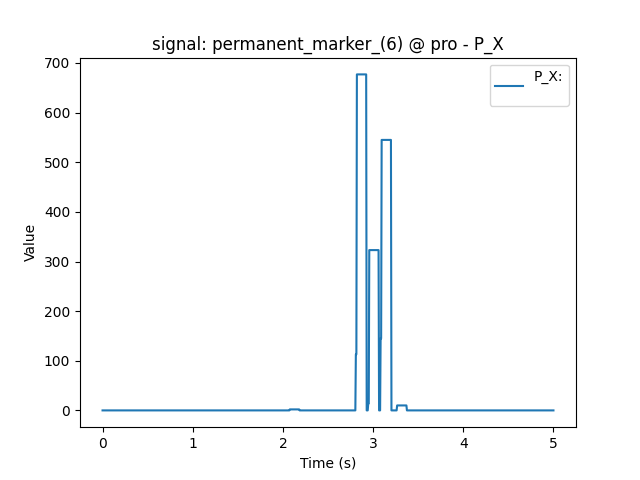 signal: permanent_marker_(6) @ pro - P_X
700
600
500
400
300
200
100
0
Value
P_X:
0 1 2 3 4 5
Time (s)